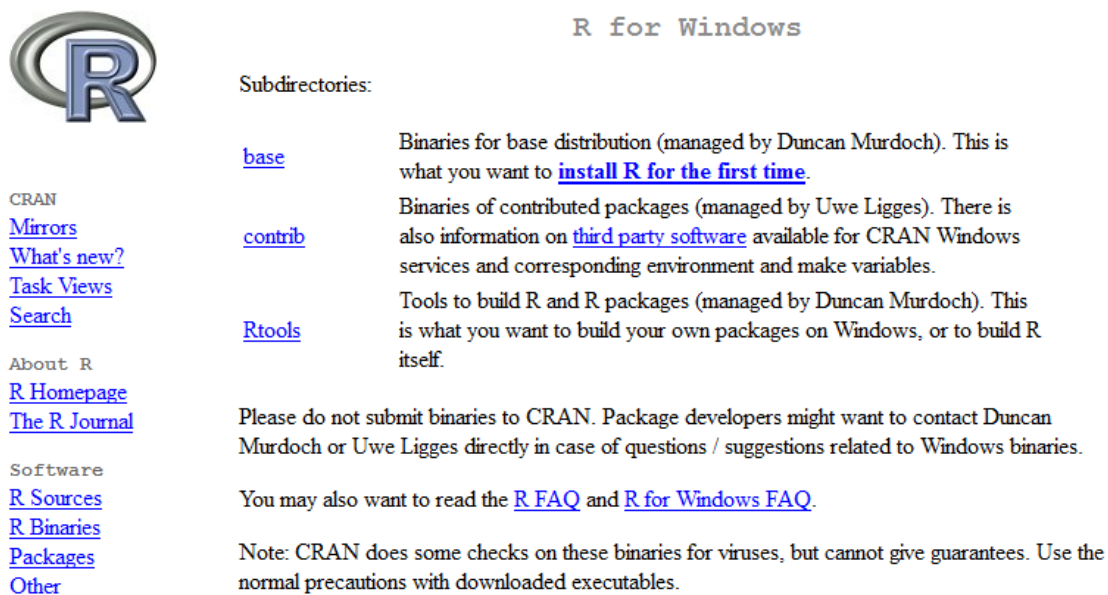 R
CRAN
Mirrors
What's new?
Task Views
Search
About R
R Homepage
The R Journal
Software
R Sources
R Binaries
Packages
Other
R for Windows
Subdirectories:
base
Binaries for base distribution (managed by Duncan Murdoch). This is
what you want to install R for the first time.
contrib
Binaries of contributed packages (managed by Uwe Ligges). There is
also information on third party software available for CRAN Windows
services and corresponding environment and make variables.
Rtools
Tools to build R and R packages (managed by Duncan Murdoch). This
is what you want to build your own packages on Windows, or to build R
itself.
Please do not submit binaries to CRAN. Package developers might want to contact Duncan
Murdoch or Uwe Ligges directly in case of questions / suggestions related to Windows binaries.
You may also want to read the R FAQ and R for Windows FAQ.
Note: CRAN does some checks on these binaries for viruses, but cannot give guarantees. Use the
normal precautions with downloaded executables.